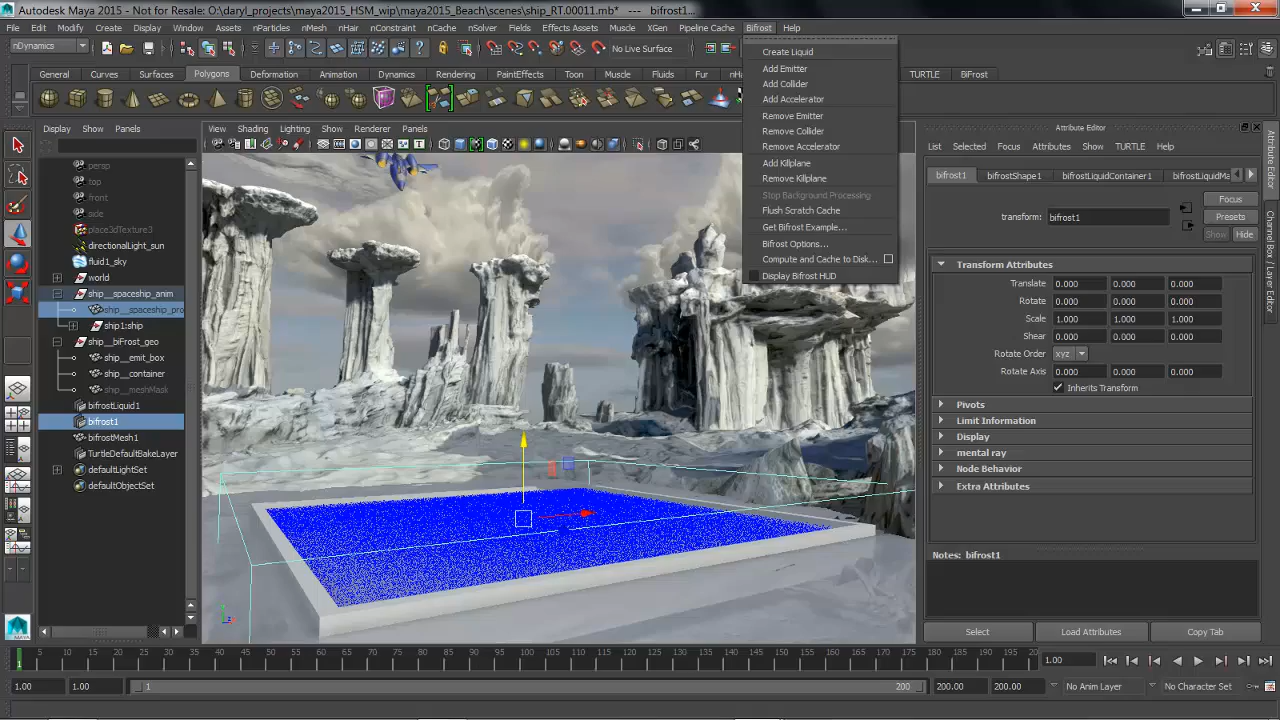 Autodesk Maya 2015 - Not for Resale: O:\daryl_projects\maya2015_HSM_wip\maya2015_Beach\scenes\ship_RT.00011.mb* --- bifrost1...
File Edit Modify Create Display Window Assets nMesh nParticles nHair nConstraint nCache nSolver Fields Effects Assets Muscle XGen Pipeline Cache Bifrost Help
nDynamics No Live Surface
General Curves Surfaces Polygons Deformation Animation Dynamics Rendering PaintEffects Toon Muscle Fluids Fur TURTLE BiFrost
Create Liquid
Add Emitter
Add Collider
Add Accelerator
Remove Emitter
Remove Collider
Remove Accelerator
Add Killplane
Remove Killplane
Stop Background Processing
Flush Scratch Cache
Get Bifrost Example...
Bifrost Options...
Compute and Cache to Disk...
Display Bifrost HUD
Display Show Panels
persp
top
front
side
place3dTexture3
directionalLight_sun
fluid1_sky
world
ship__spaceship_anim
ship__spaceship_pro
ship1:ship
ship__biFrost_geo
ship__emit_box
ship__container
ship__meshMask
bifrostLiquid1
bifrost1
bifrostMesh1
TurtleDefaultBakeLayer
defaultLightSet
defaultObjectSet
View Shading Lighting Show Renderer Panels
Attribute Editor
List Selected Focus Attributes Show TURTLE Help
bifrost1 bifrostShape1 bifrostLiquidContainer1 bifrostLiquidMa
Focus
transform: bifrost1
Presets
Show Hide
Transform Attributes
Translate 0.000 0.000 0.000
Rotate 0.000 0.000 0.000
Scale 1.000 1.000 1.000
Shear 0.000 0.000 0.000
Rotate Order xyz
Rotate Axis 0.000 0.000 0.000
Inherits Transform
Pivots
Limit Information
Display
mental ray
Node Behavior
Extra Attributes
Notes: bifrost1
Select Load Attributes Copy Tab
Attribute Editor
Channel Box / Layer Editor
1 5 10 15 20 25 30 35 40 45 50 55 60 65 70 75 80 85 90 95 100 105 110 115 120 125 130 135 140 145 150 155 160 165 170 175 180 185 190 195 20 1.00
1.00 1.00 1 200 200.00 200.00 No Anim Layer No Character Set
MAYA